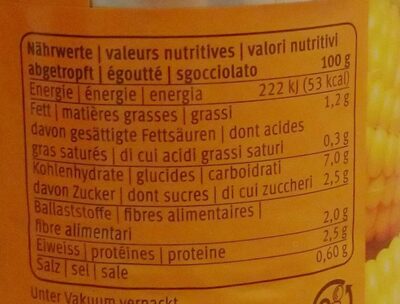 Nährwerte | valeurs nutritives | valori nutritivi
abgetropft | égoutté | sgocciolato 100 g
Energie | énergie | energia 222 kJ (53 kcal)
Fett | matières grasses | grassi 1,2 g
davon gesättigte Fettsäuren | dont acides
gras saturés | di cui acidi grassi saturi 0,3 g
Kohlenhydrate | glucides | carboidrati 7,0 g
davon Zucker | dont sucres | di cui zuccheri 2,5 g
Ballaststoffe | fibres alimentaires |
fibre alimentari 2,0 g
Eiweiss | protéines | proteine 2,5 g
Salz | sel | sale 0,60 g
Unter Vakuum verpackt